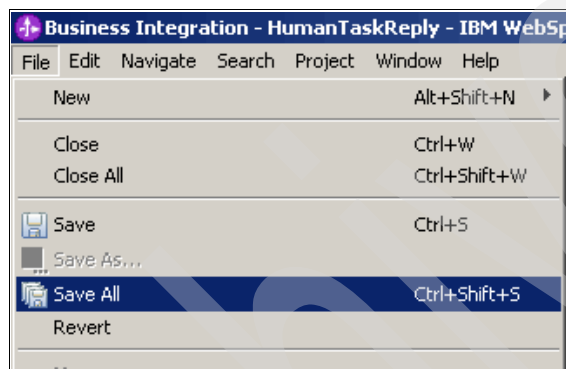 Business Integration - HumanTaskReply - IBM WebSp
File Edit Navigate Search Project Window Help
New Alt+Shift+N
Close Ctrl+W
Close All Ctrl+Shift+W
Save Ctrl+S
Save As...
Save All Ctrl+Shift+S
Revert